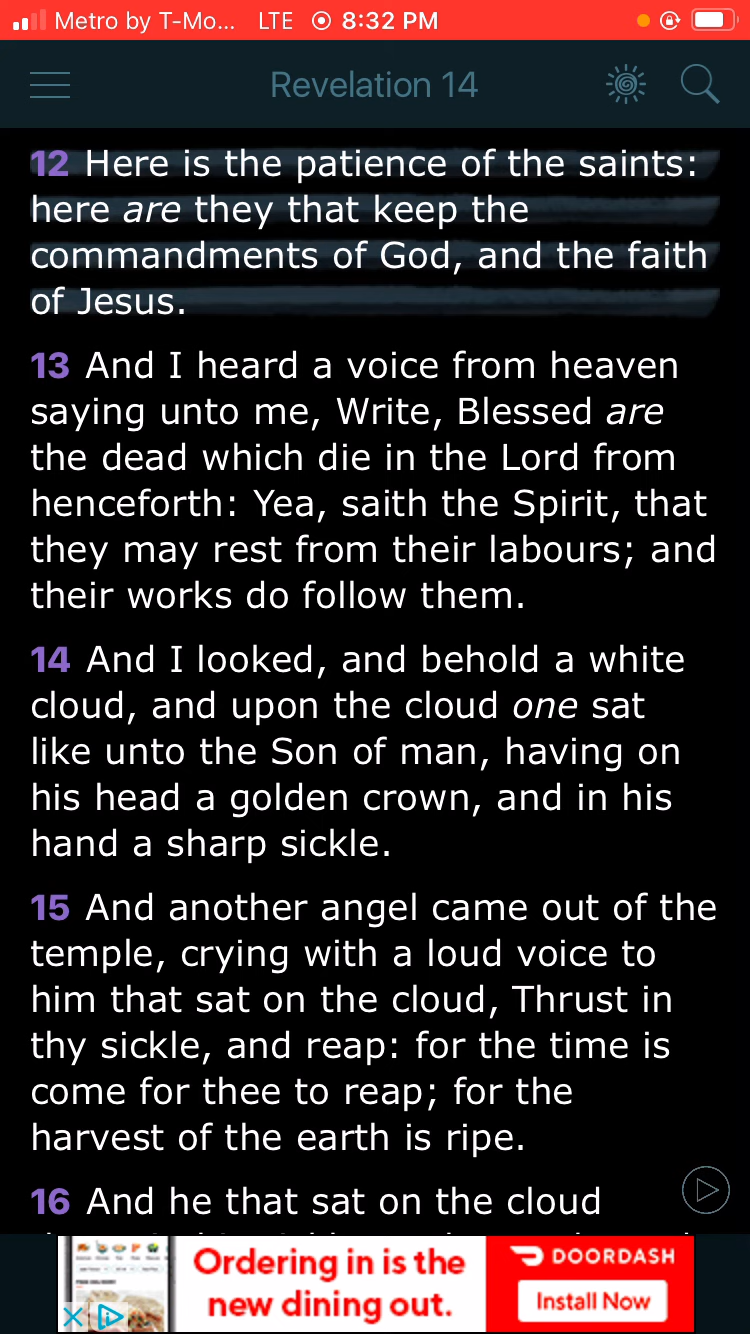 Metro by T-Mo... LTE 8:32 PM
Revelation 14
12 Here is the patience of the saints:
here are they that keep the
commandments of God, and the faith
of Jesus.
13 And I heard a voice from heaven
saying unto me, Write, Blessed are
the dead which die in the Lord from
henceforth: Yea, saith the Spirit, that
they may rest from their labours; and
their works do follow them.
14 And I looked, and behold a white
cloud, and upon the cloud one sat
like unto the Son of man, having on
his head a golden crown, and in his
hand a sharp sickle.
15 And another angel came out of the
temple, crying with a loud voice to
him that sat on the cloud, Thrust in
thy sickle, and reap: for the time is
come for thee to reap; for the
harvest of the earth is ripe.
16 And he that sat on the cloud
Ordering in is the
new dining out.
DOORDASH
Install Now